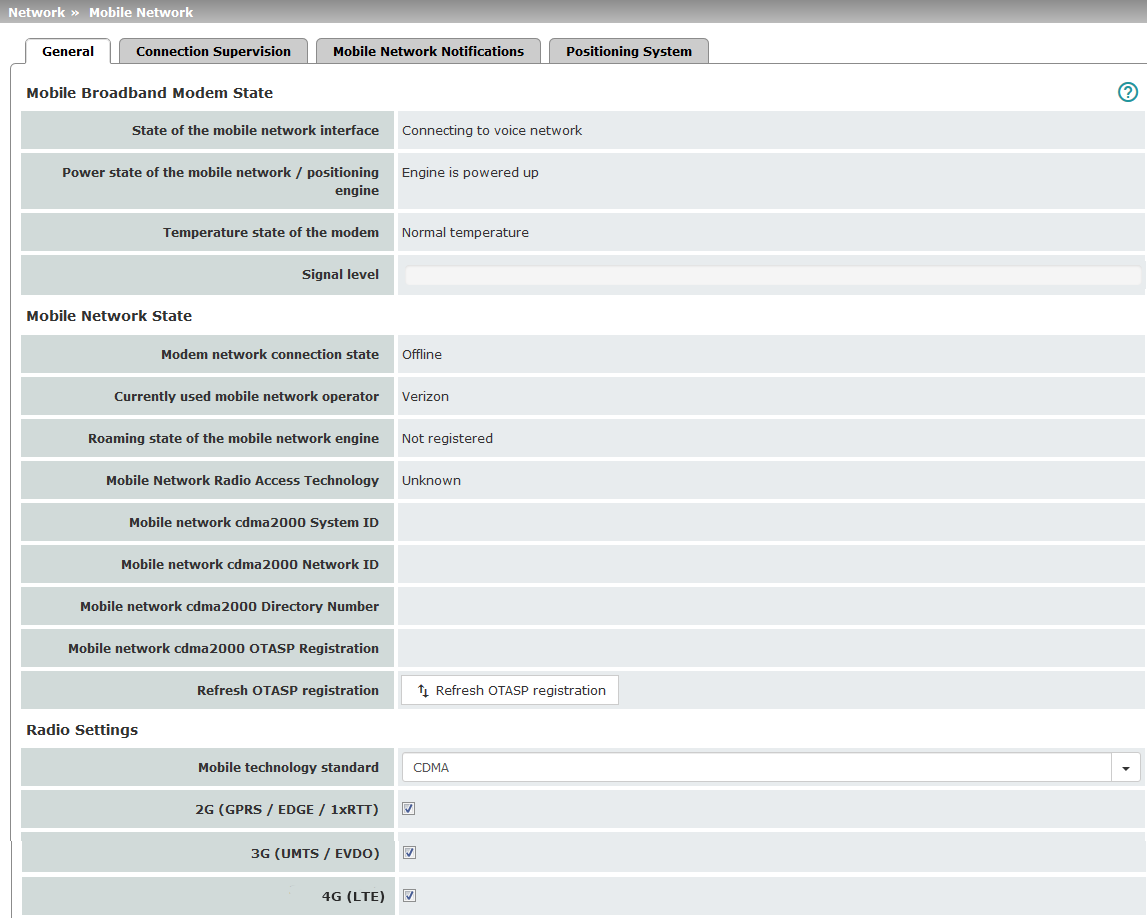 Network » Mobile Network
General Connection Supervision Mobile Network Notifications Positioning System
Mobile Broadband Modem State ?
State of the mobile network interface Connecting to voice network
Power state of the mobile network / positioning Engine is powered up
engine
Temperature state of the modem Normal temperature
Signal level
Mobile Network State
Modem network connection state Offline
Currently used mobile network operator Verizon
Roaming state of the mobile network engine Not registered
Mobile Network Radio Access Technology Unknown
Mobile network cdma2000 System ID
Mobile network cdma2000 Network ID
Mobile network cdma2000 Directory Number
Mobile network cdma2000 OTASP Registration
Refresh OTASP registration Refresh OTASP registration
Radio Settings
Mobile technology standard CDMA
2G (GPRS / EDGE / 1xRTT)
3G (UMTS / EVDO)
4G (LTE)